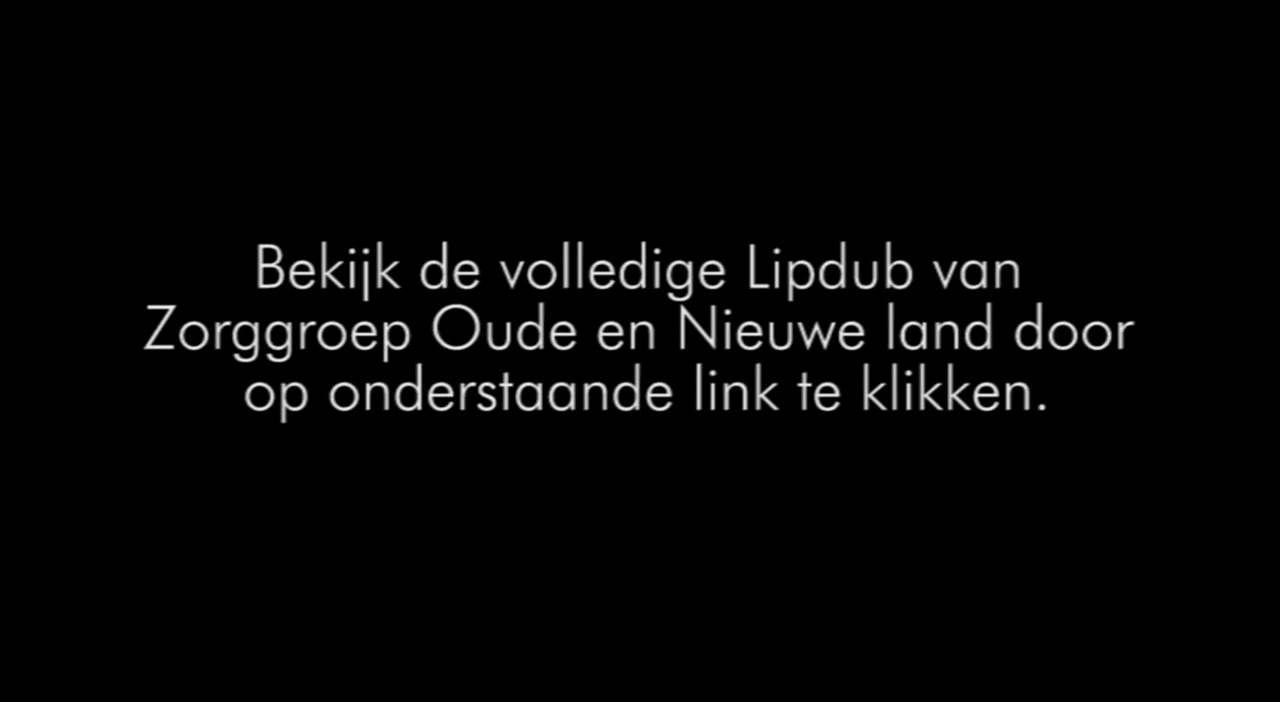 Bekijk de volledige Lipdub van
Zorggroep Oude en Nieuwe land door
op onderstaande link te klikken.